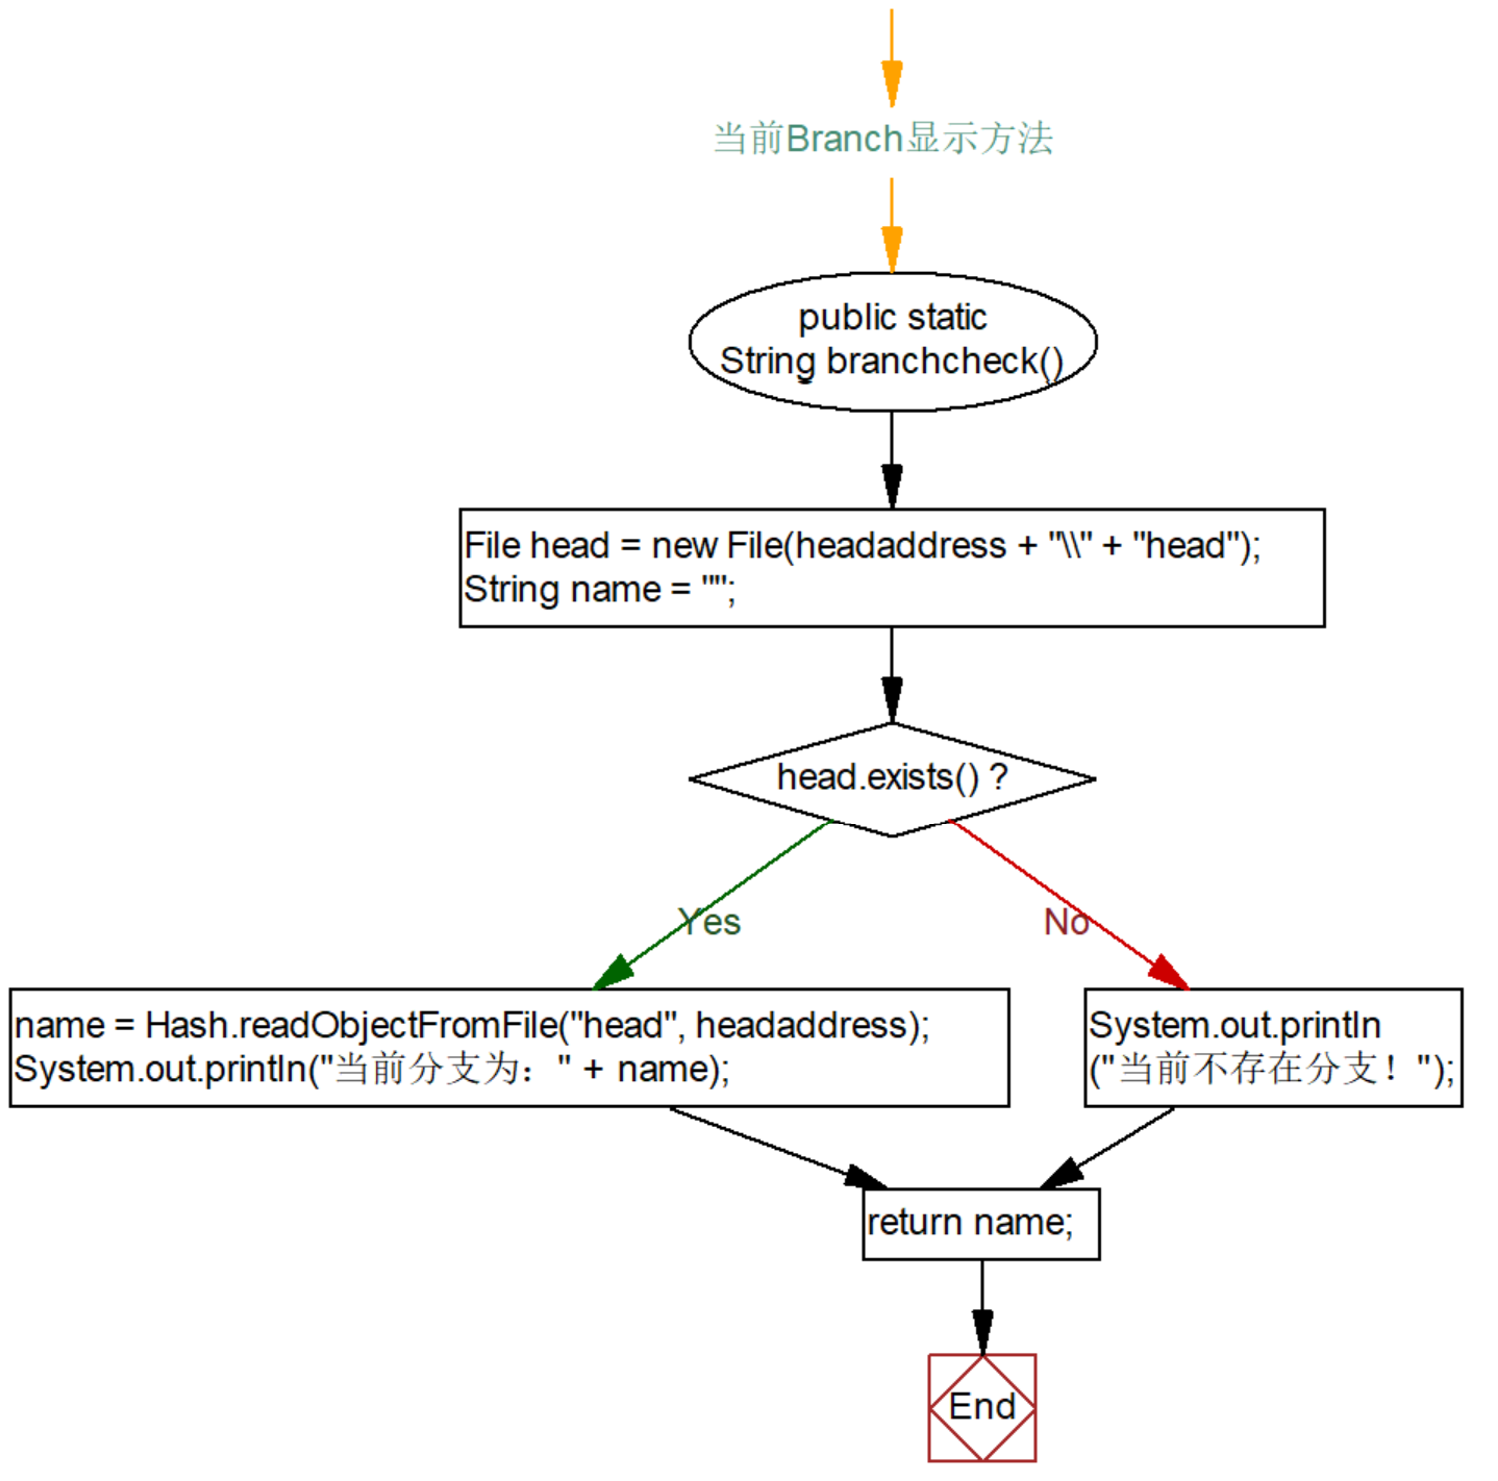 当前Branch显示方法
public static
String branchcheck()
File head = new File(headaddress + "\\" + "head");
String name = "";
head.exists() ?
Yes
No
name = Hash.readObjectFromFile("head", headaddress);
System.out.println("当前分支为：" + name);
System.out.println
("当前不存在分支！");
return name;
End